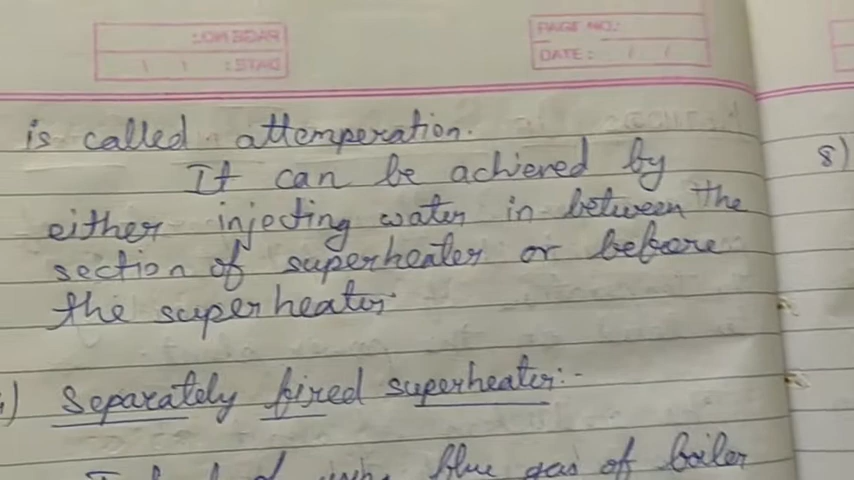 PAGE NO.:
DATE: / /
is called attemperation.
It can be achieved by
either injecting water in between the
section of superheater or before
the superheater
8)
Separately fired superheater:-
flue gas of boiler